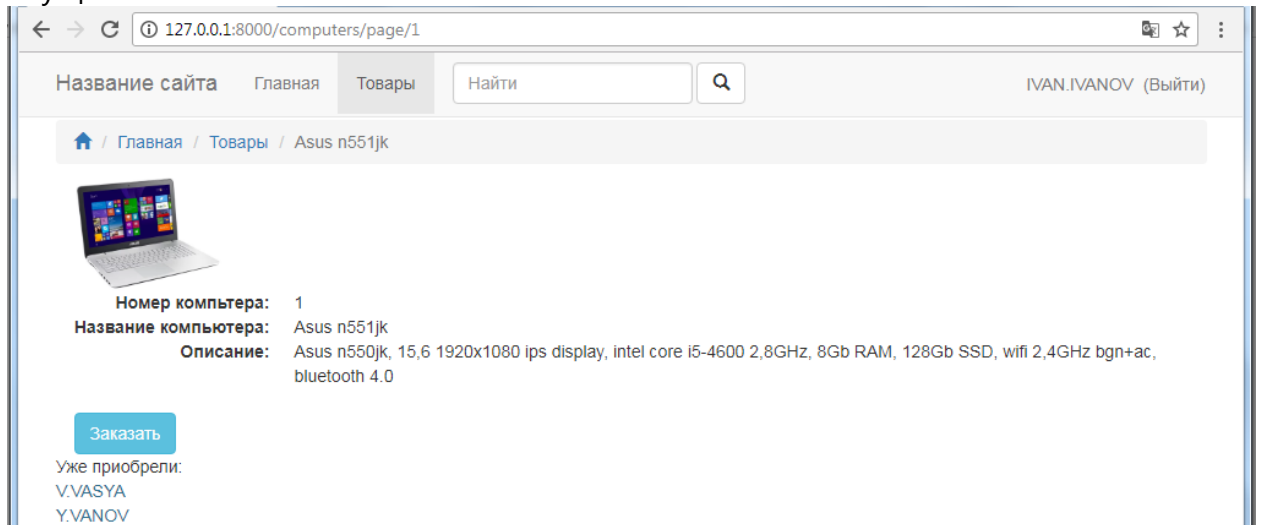 127.0.0.1:8000/computers/page/1
Название сайта Главная Товары Найти IVAN.IVANOV (Выйти)
/ Главная / Товары / Asus n551jk
Номер компьтера: 1
Название компьютера: Asus n551jk
Описание: Asus n550jk, 15,6 1920x1080 ips display, intel core i5-4600 2,8GHz, 8Gb RAM, 128Gb SSD, wifi 2,4GHz bgn+ac,
bluetooth 4.0
Заказать
Уже приобрели:
V.VASYA
Y.VANOV